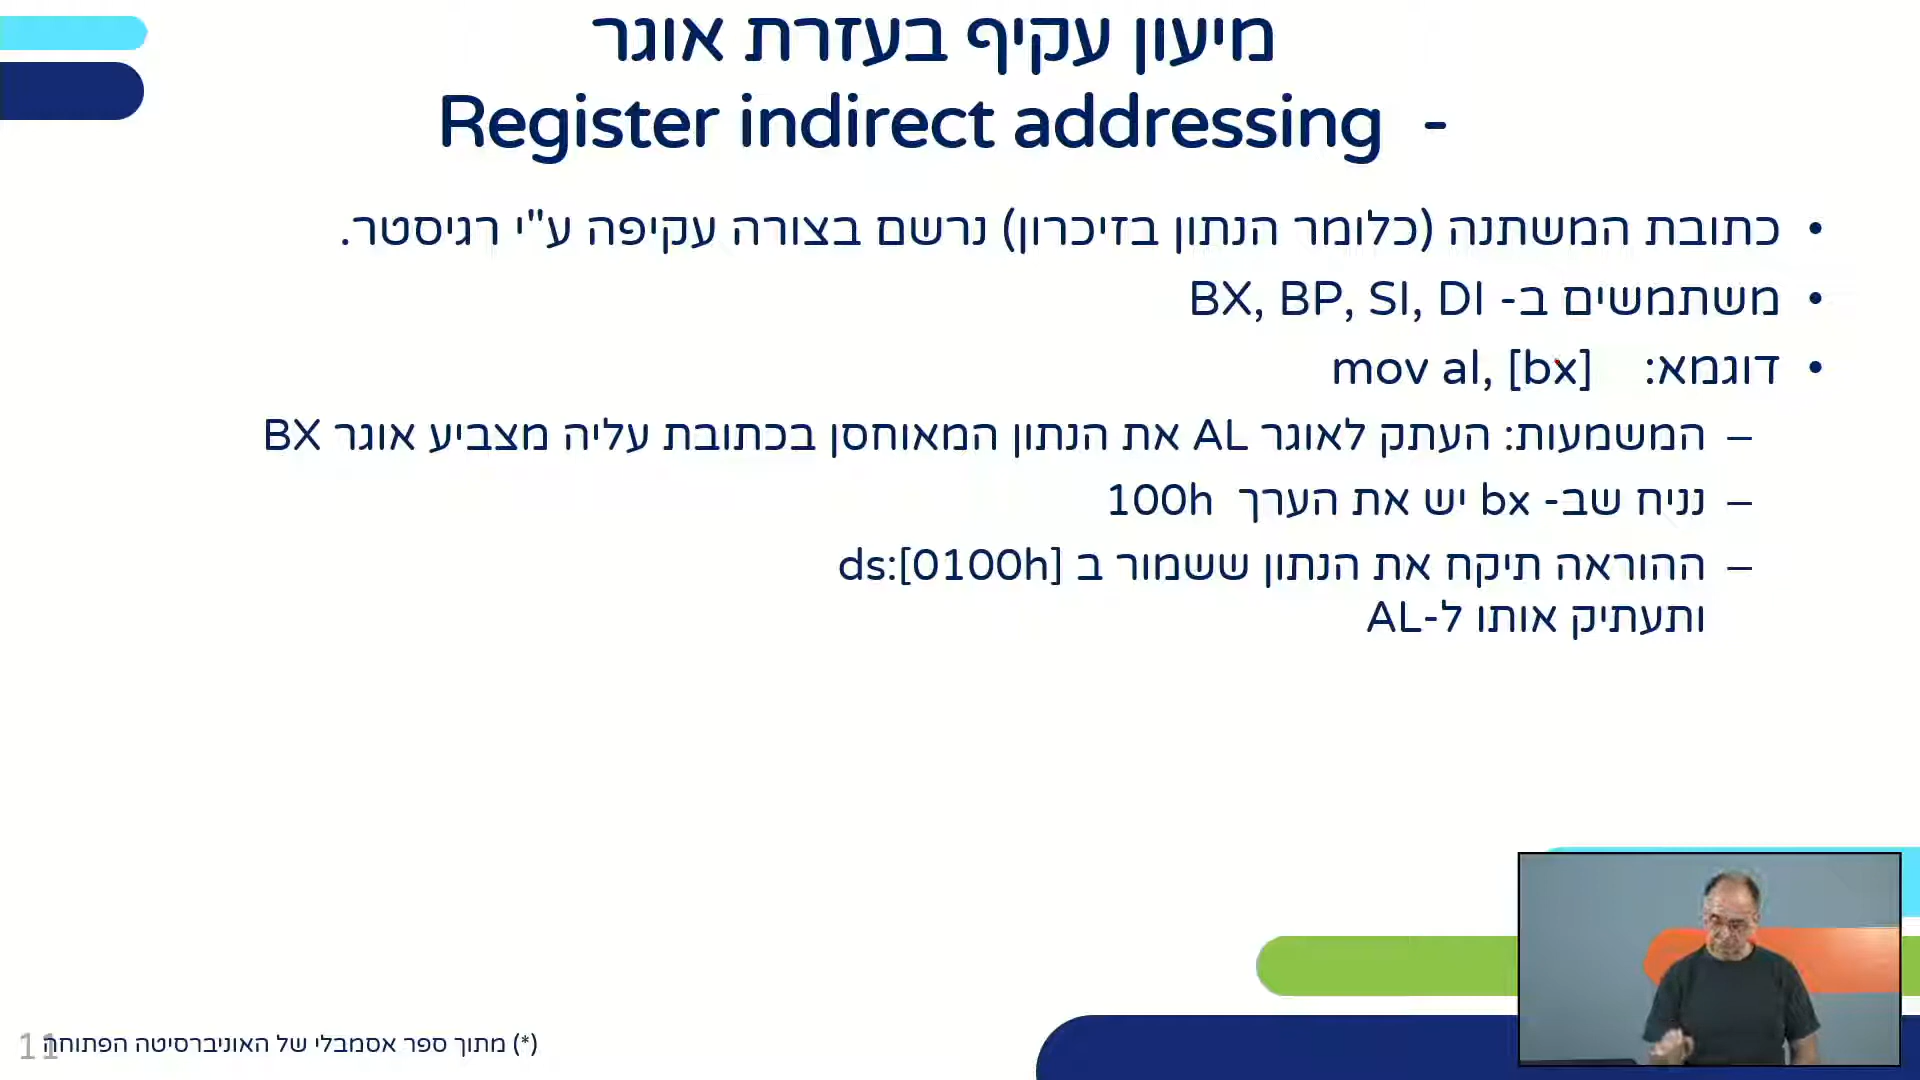 מיעון עקיף בעזרת אוגר
Register indirect addressing -
• כתובת המשתנה (כלומר הנתון בזיכרון) נרשם בצורה עקיפה ע"י רגיסטר.
• משתמשים ב- BX, BP, SI, DI
• דוגמא: mov al, [bx]
– המשמעות: העתק לאוגר AL את הנתון המאוחסן בכתובת עליה מצביע אוגר BX
– נניח שב- bx יש את הערך 100h
– ההוראה תיקח את הנתון ששמור ב ds:[0100h]
ותעתיק אותו ל-AL
(*) מתוך ספר אסמבלי של האוניברסיטה הפתוחה
11